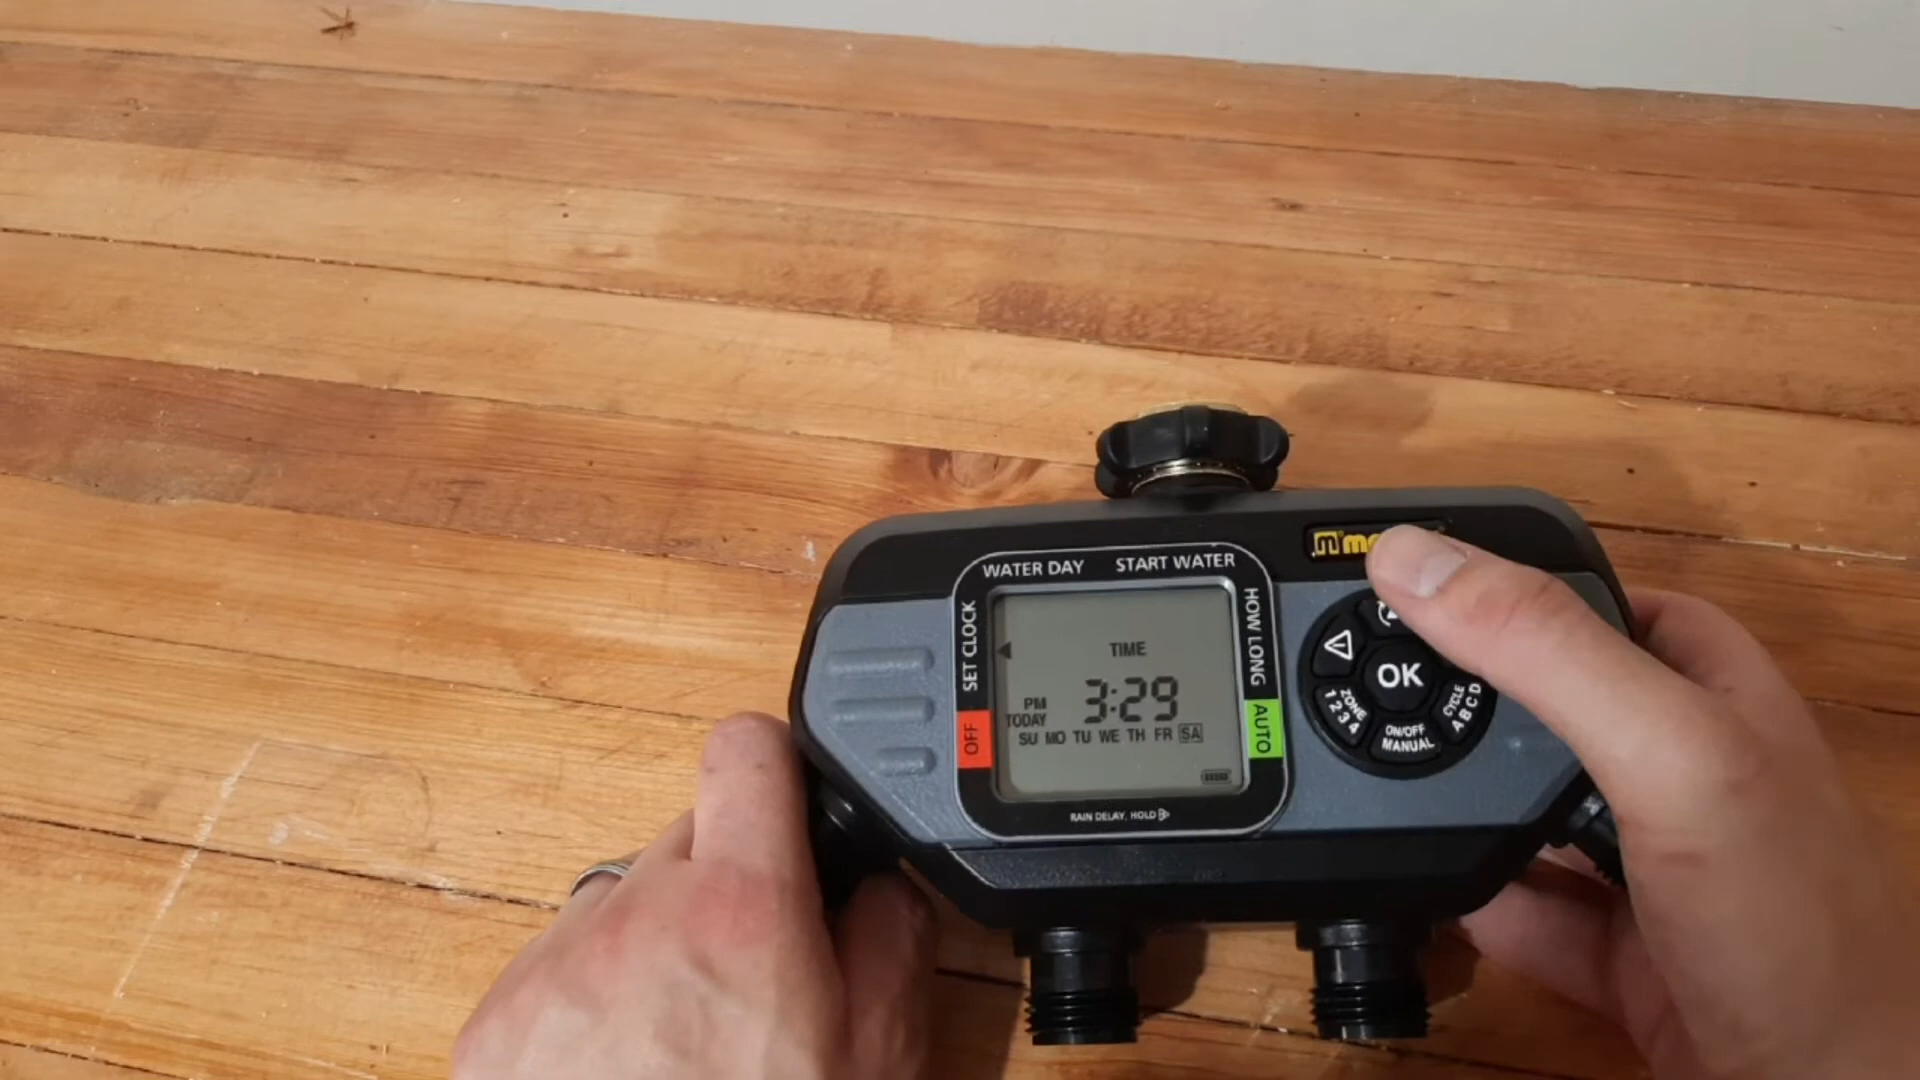 WATER DAY START WATER
SET CLOCK
HOW LONG
TIME
PM
3:29
TODAY
SU MO TU WE TH FR SA
OFF
AUTO
RAIN DELAY, HOLD
OK
ZONE
1 2 3 4
ON/OFF
MANUAL
CYCLE
A B C D